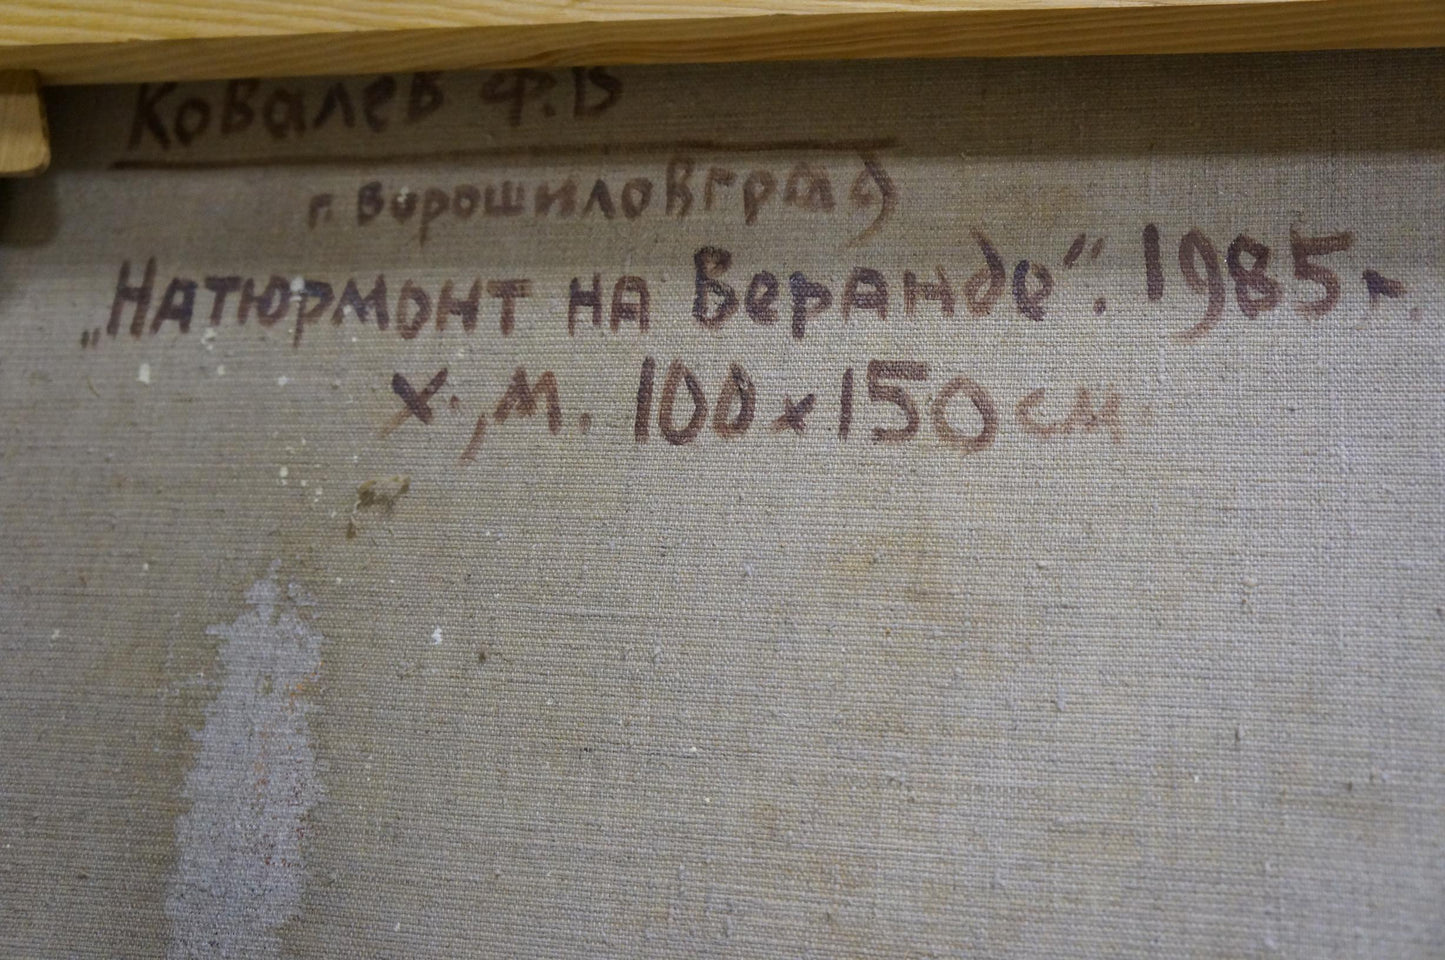 Ковалев Ф.В
г. Ворошиловград
„Натюрмонт на Веранде". 1985 г.
х., м. 100 х 150 см.